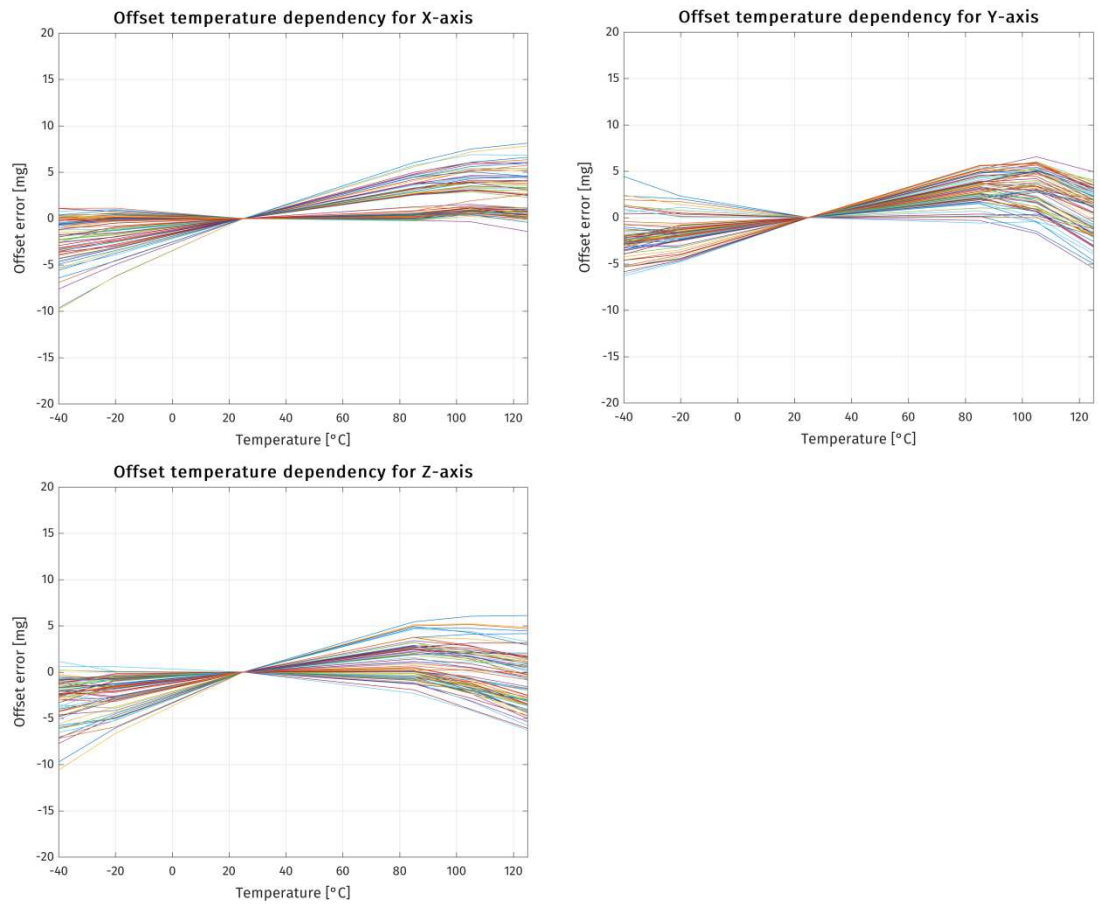 Offset temperature dependency for X-axis
20
15
10
5
0
-5
-10
-15
-20
Offset error [mg]
-40 -20 0 20 40 60 80 100 120
Temperature [°C]
Offset temperature dependency for Y-axis
20
15
10
5
0
-5
-10
-15
-20
Offset error [mg]
-40 -20 0 20 40 60 80 100 120
Temperature [°C]
Offset temperature dependency for Z-axis
20
15
10
5
0
-5
-10
-15
-20
Offset error [mg]
-40 -20 0 20 40 60 80 100 120
Temperature [°C]